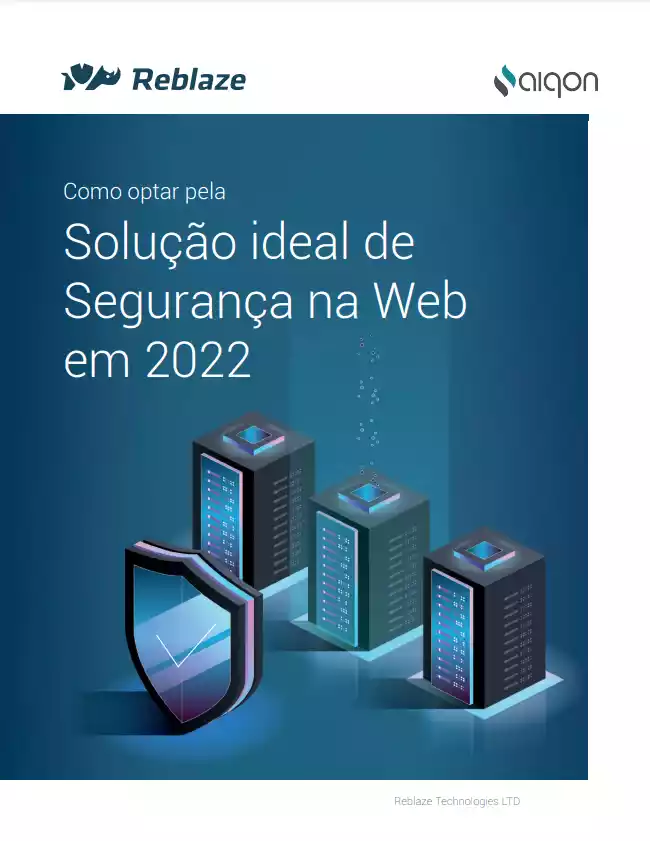 Reblaze
aiqon
Como optar pela
Solução ideal de
Segurança na Web
em 2022
Reblaze Technologies LTD